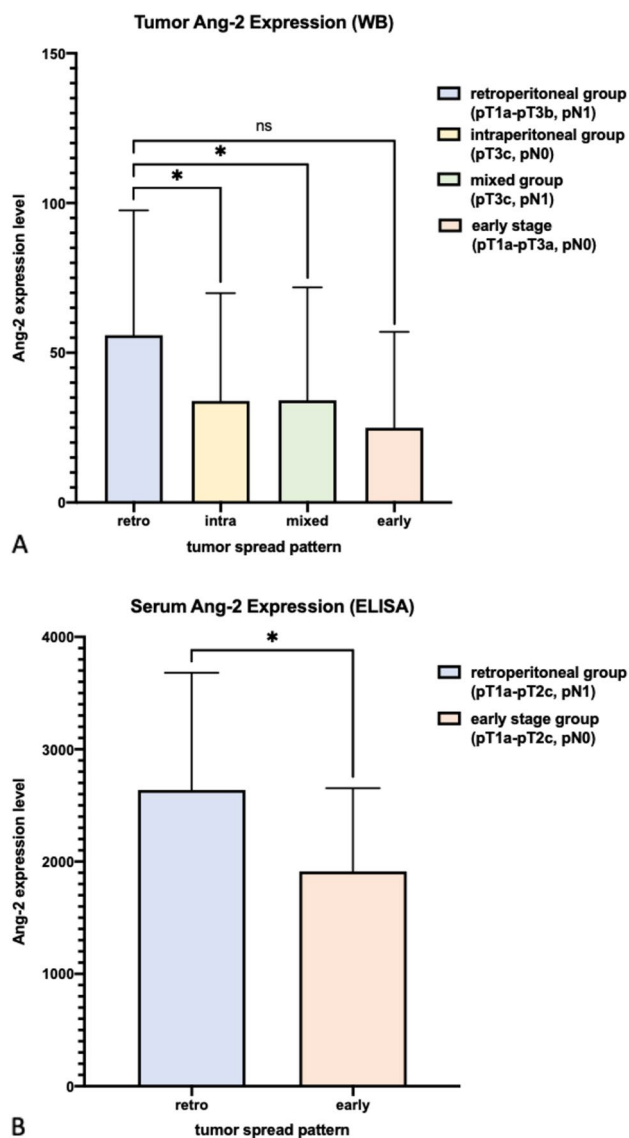 Tumor Ang-2 Expression (WB)
150
100
50
0
Ang-2 expression level
ns
*
*
retro intra mixed early
tumor spread pattern
retroperitoneal group
(pT1a-pT3b, pN1)
intraperitoneal group
(pT3c, pN0)
mixed group
(pT3c, pN1)
early stage
(pT1a-pT3a, pN0)
A
Serum Ang-2 Expression (ELISA)
4000
3000
2000
1000
0
Ang-2 expression level
*
retro early
tumor spread pattern
retroperitoneal group
(pT1a-pT2c, pN1)
early stage group
(pT1a-pT2c, pN0)
B